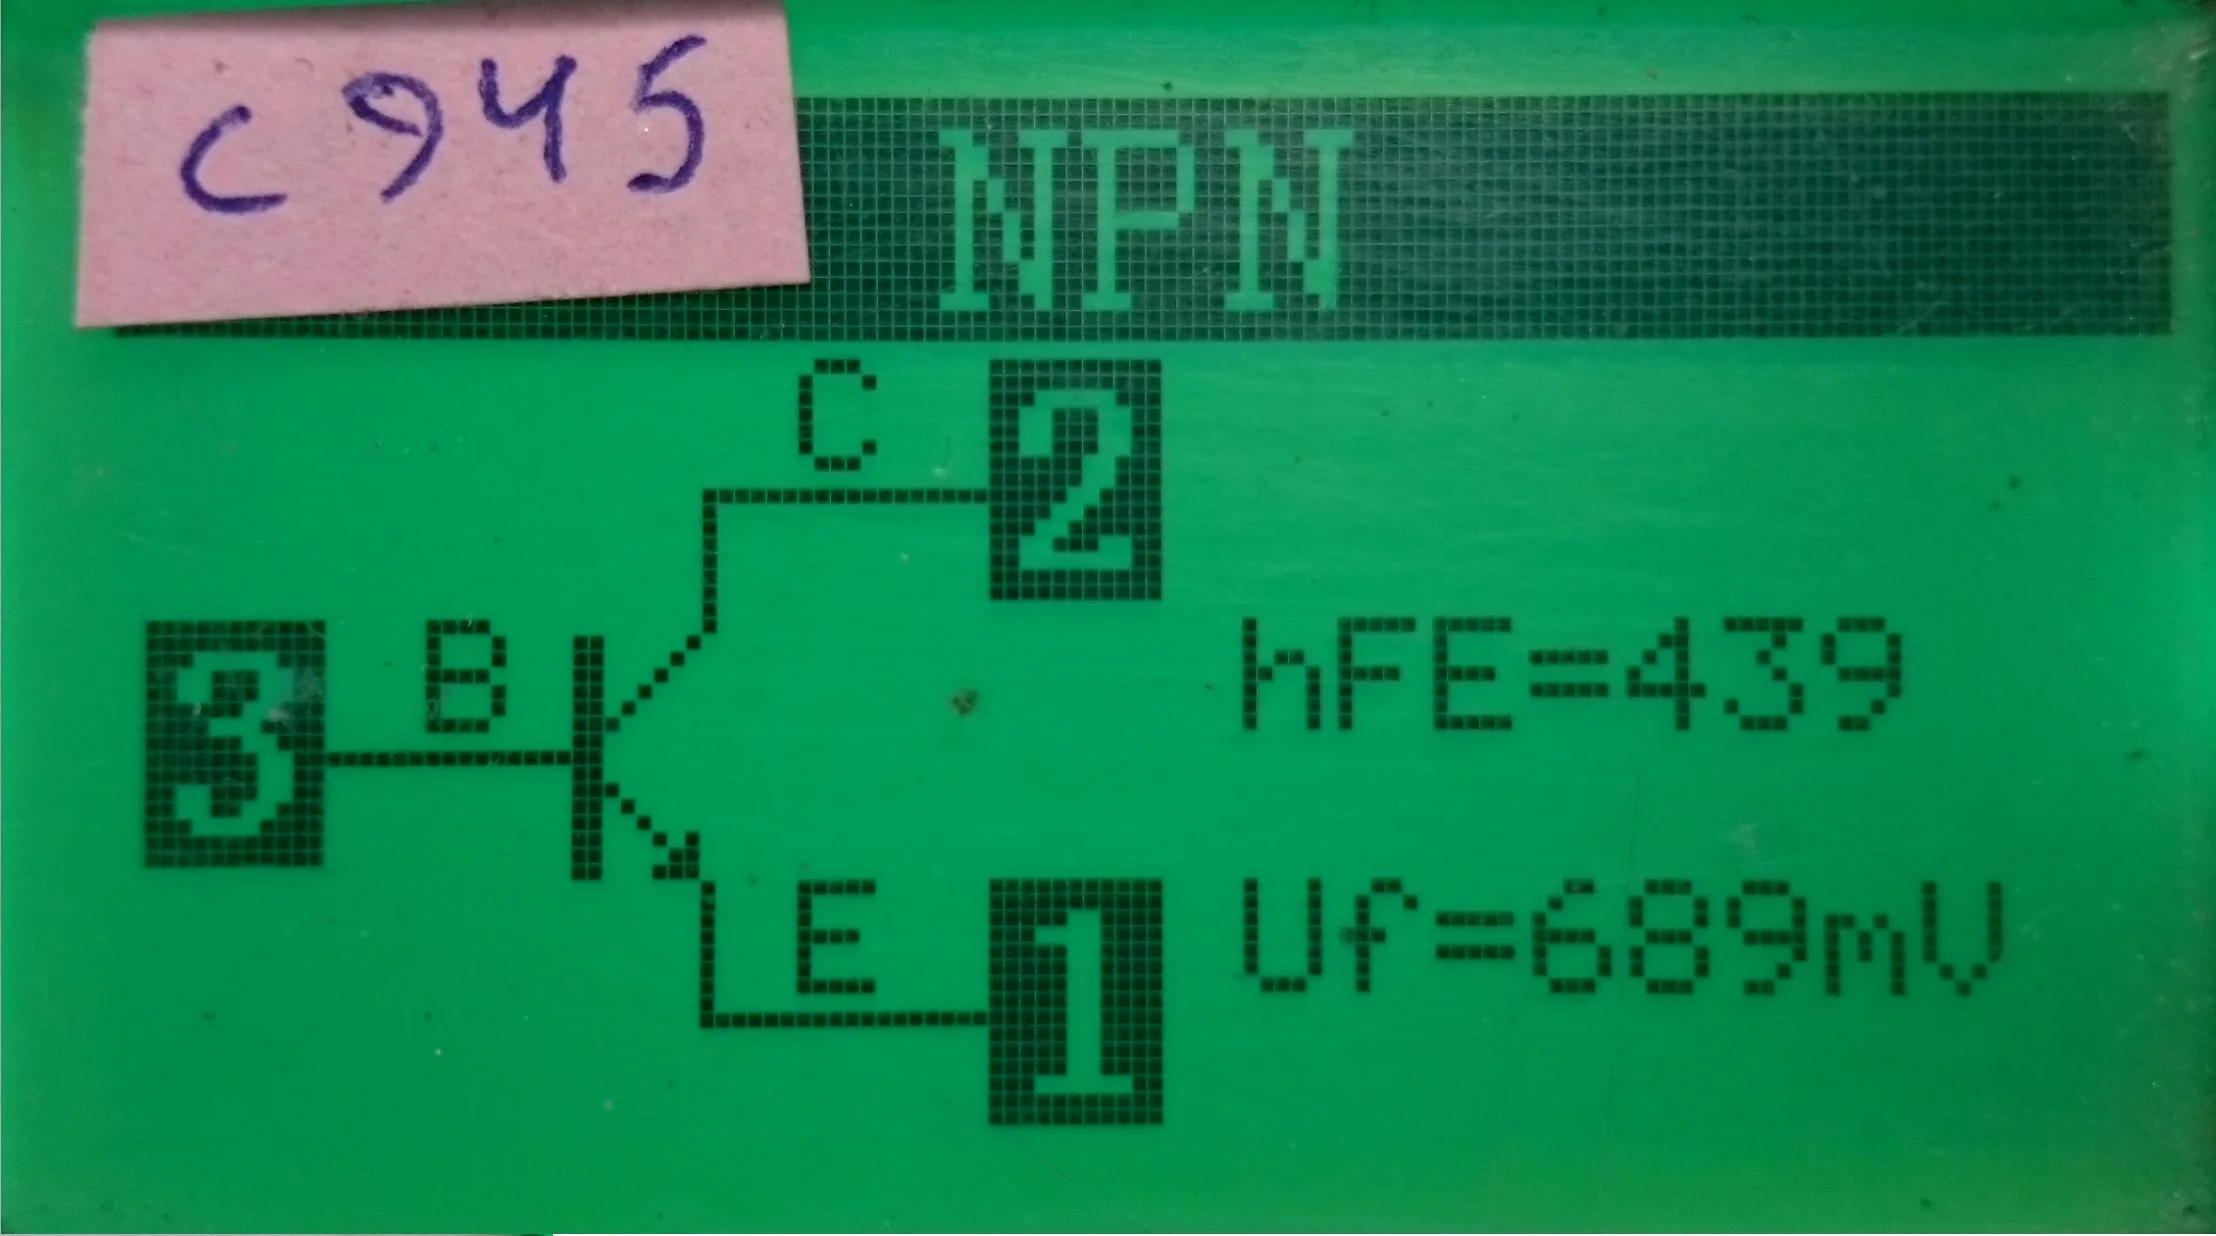 C945
NPN
C 2
3 B
hFE=439
E 1
Uf=689mV